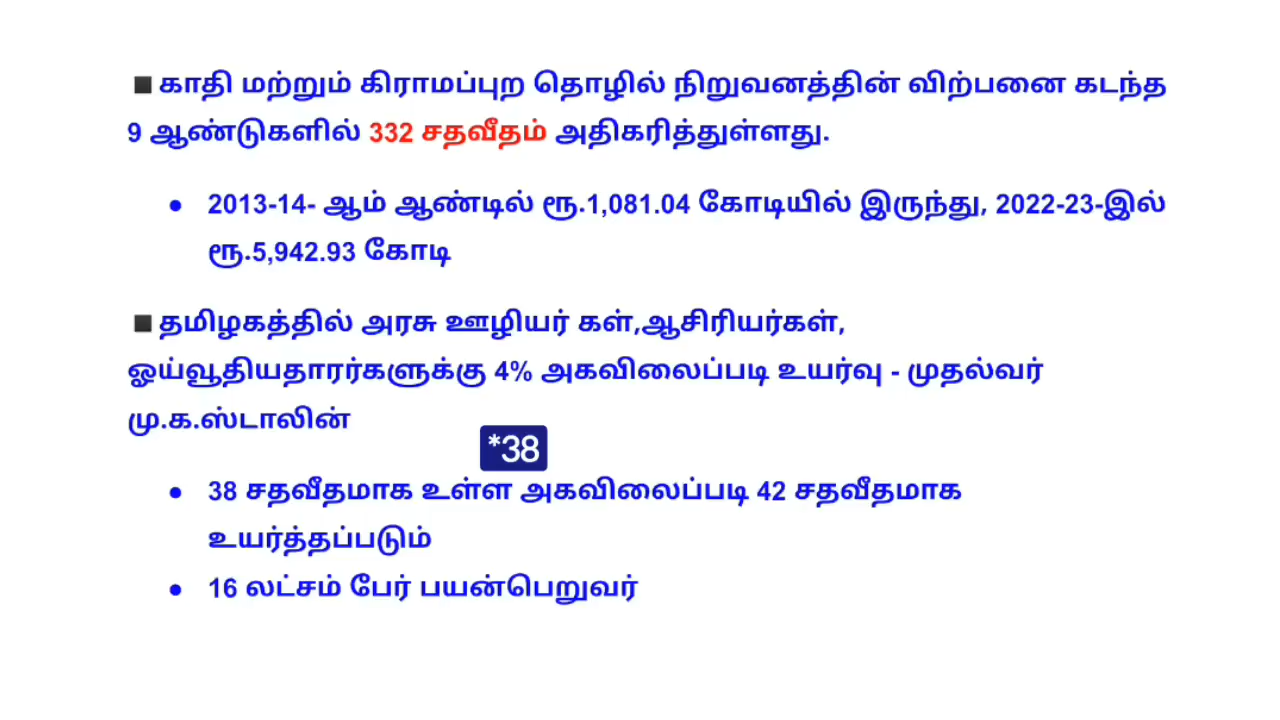 ◾காதி மற்றும் கிராமப்புற தொழில் நிறுவனத்தின் விற்பனை கடந்த
9 ஆண்டுகளில் 332 சதவீதம் அதிகரித்துள்ளது.
● 2013-14- ஆம் ஆண்டில் ரூ.1,081.04 கோடியில் இருந்து, 2022-23-இல்
ரூ.5,942.93 கோடி
◾தமிழகத்தில் அரசு ஊழியர் கள்,ஆசிரியர்கள்,
ஓய்வூதியதாரர்களுக்கு 4% அகவிலைப்படி உயர்வு - முதல்வர்
மு.க.ஸ்டாலின்
*38
● 38 சதவீதமாக உள்ள அகவிலைப்படி 42 சதவீதமாக
உயர்த்தப்படும்
● 16 லட்சம் பேர் பயன்பெறுவர்